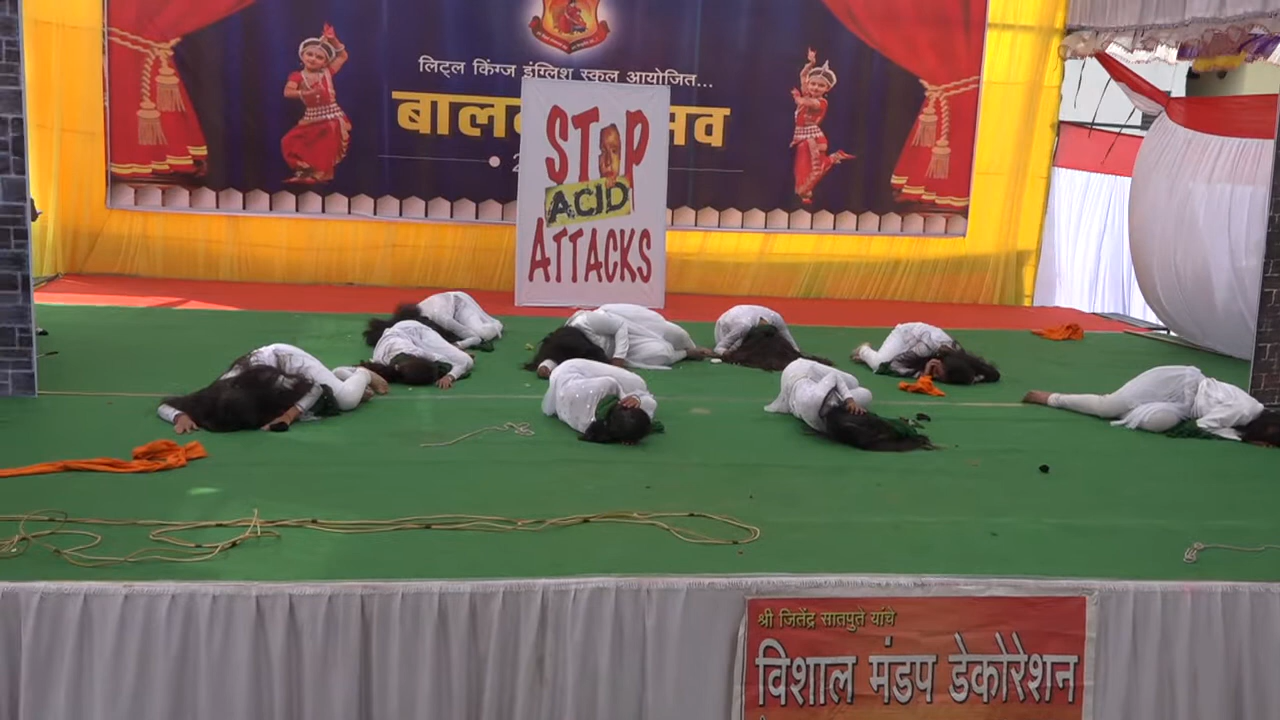 लिट्ल किंग्ज इंग्लिश स्कूल आयोजित...
STOP
ACID
ATTACKS
श्री जितेंद्र सातपुते यांचे
विशाल मंडप डेकोरेशन